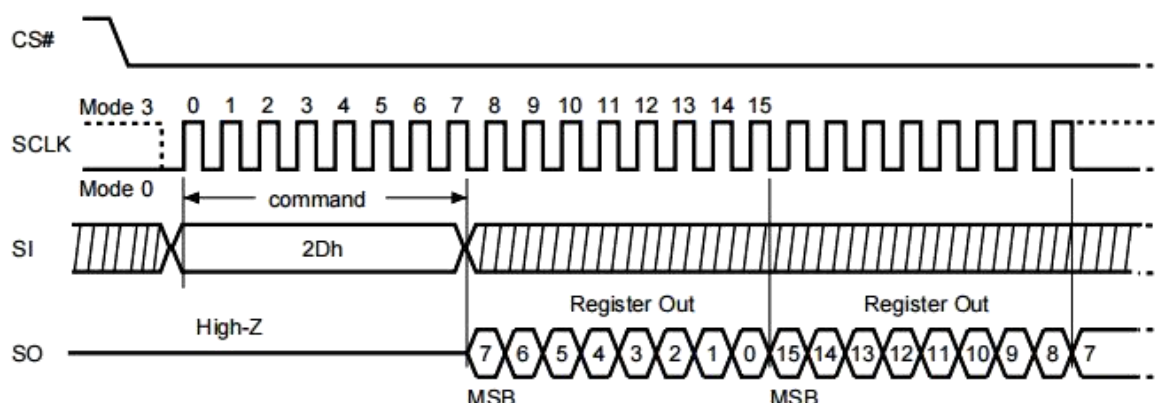 CS#
Mode 3 0 1 2 3 4 5 6 7 8 9 10 11 12 13 14 15
SCLK
Mode 0
command
SI 2Dh
Register Out Register Out
High-Z
SO 7 6 5 4 3 2 1 0 15 14 13 12 11 10 9 8 7
MSB MSB